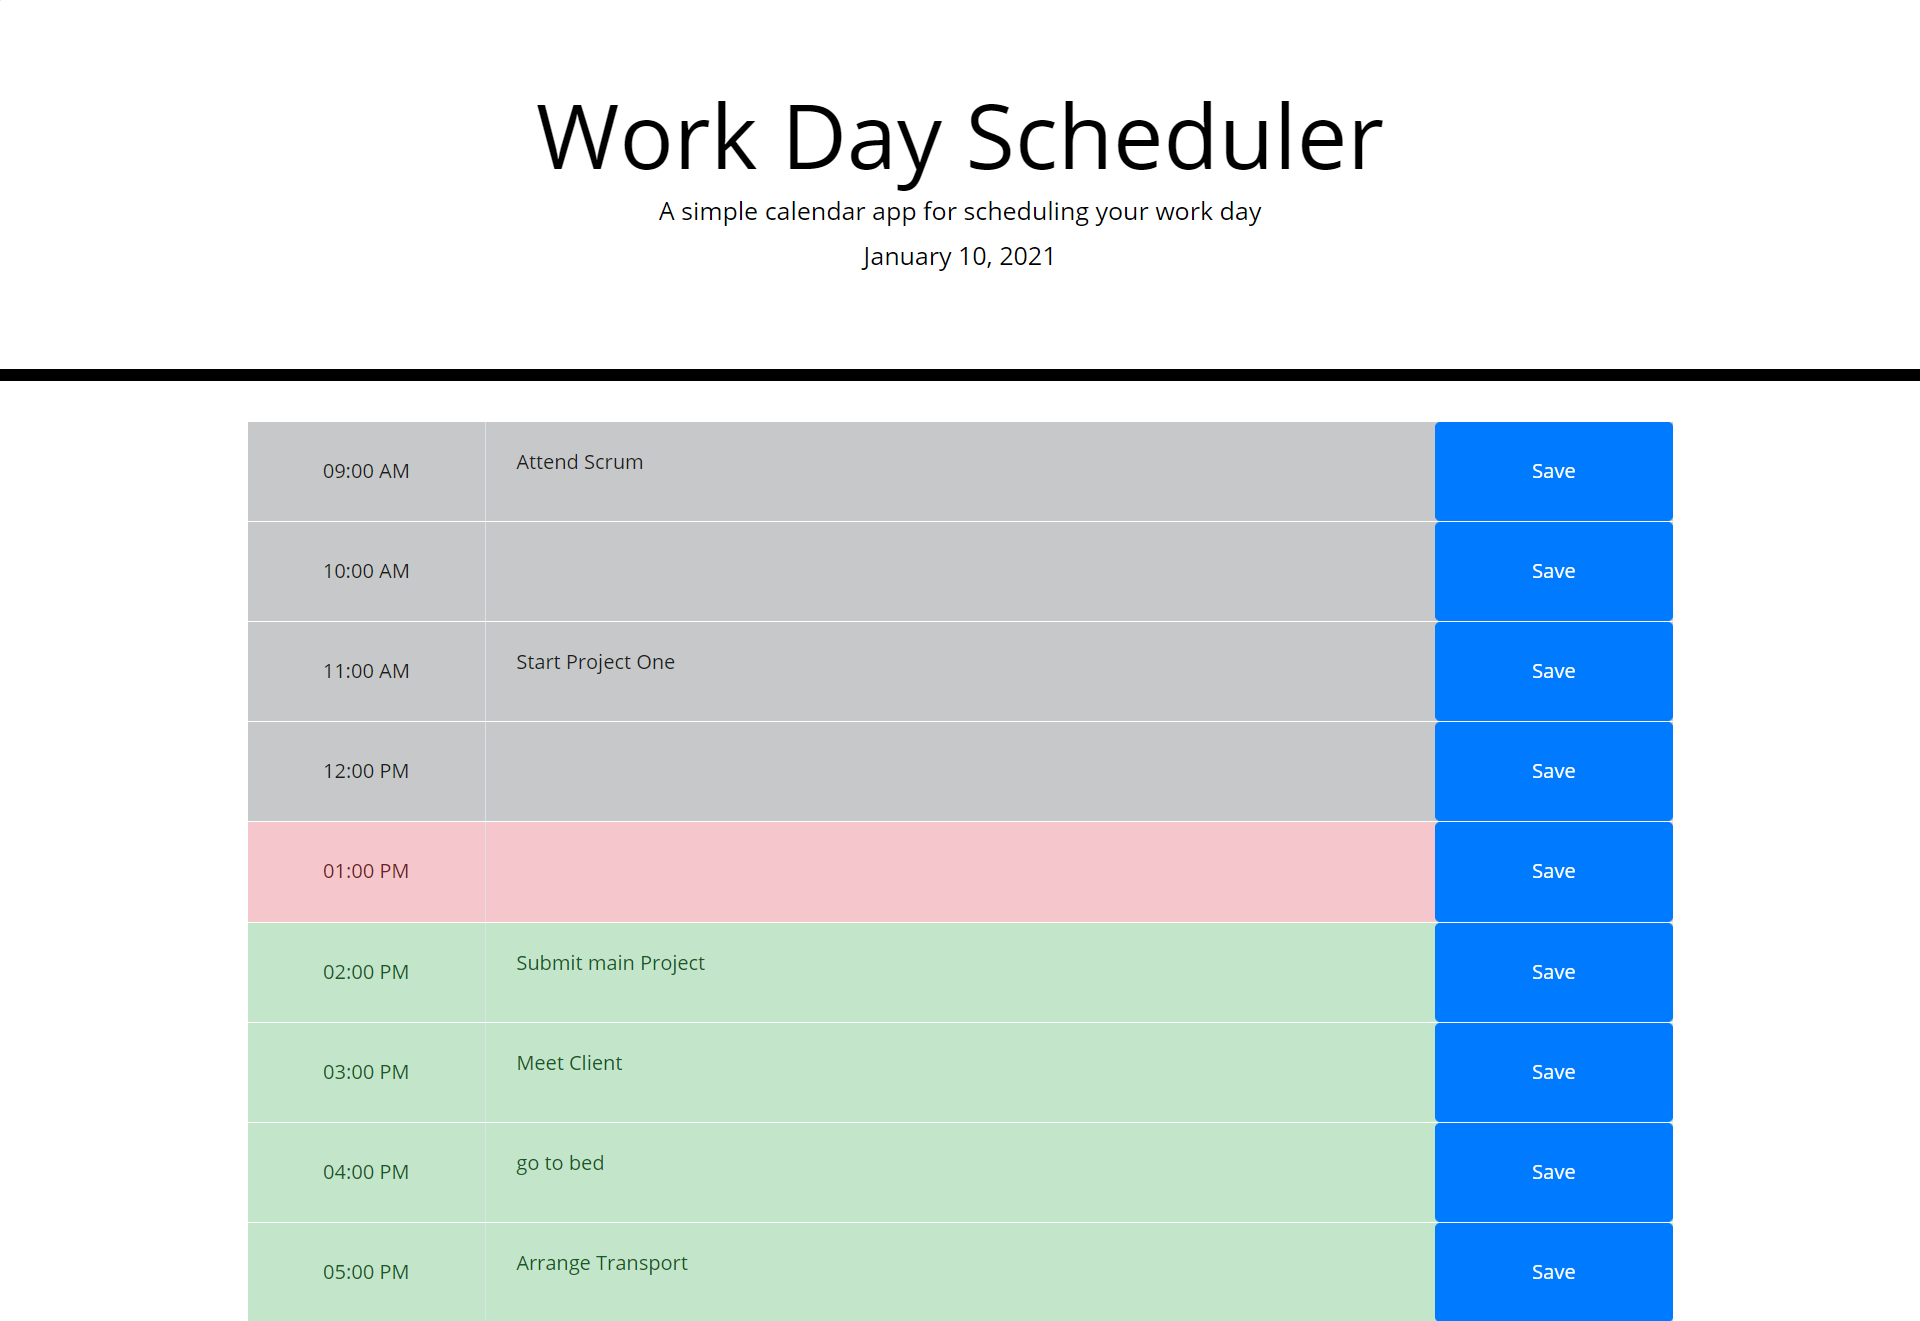 Work Day Scheduler
A simple calendar app for scheduling your work day
January 10, 2021
09:00 AM Attend Scrum Save
10:00 AM Save
11:00 AM Start Project One Save
12:00 PM Save
01:00 PM Save
02:00 PM Submit main Project Save
03:00 PM Meet Client Save
04:00 PM go to bed Save
05:00 PM Arrange Transport Save